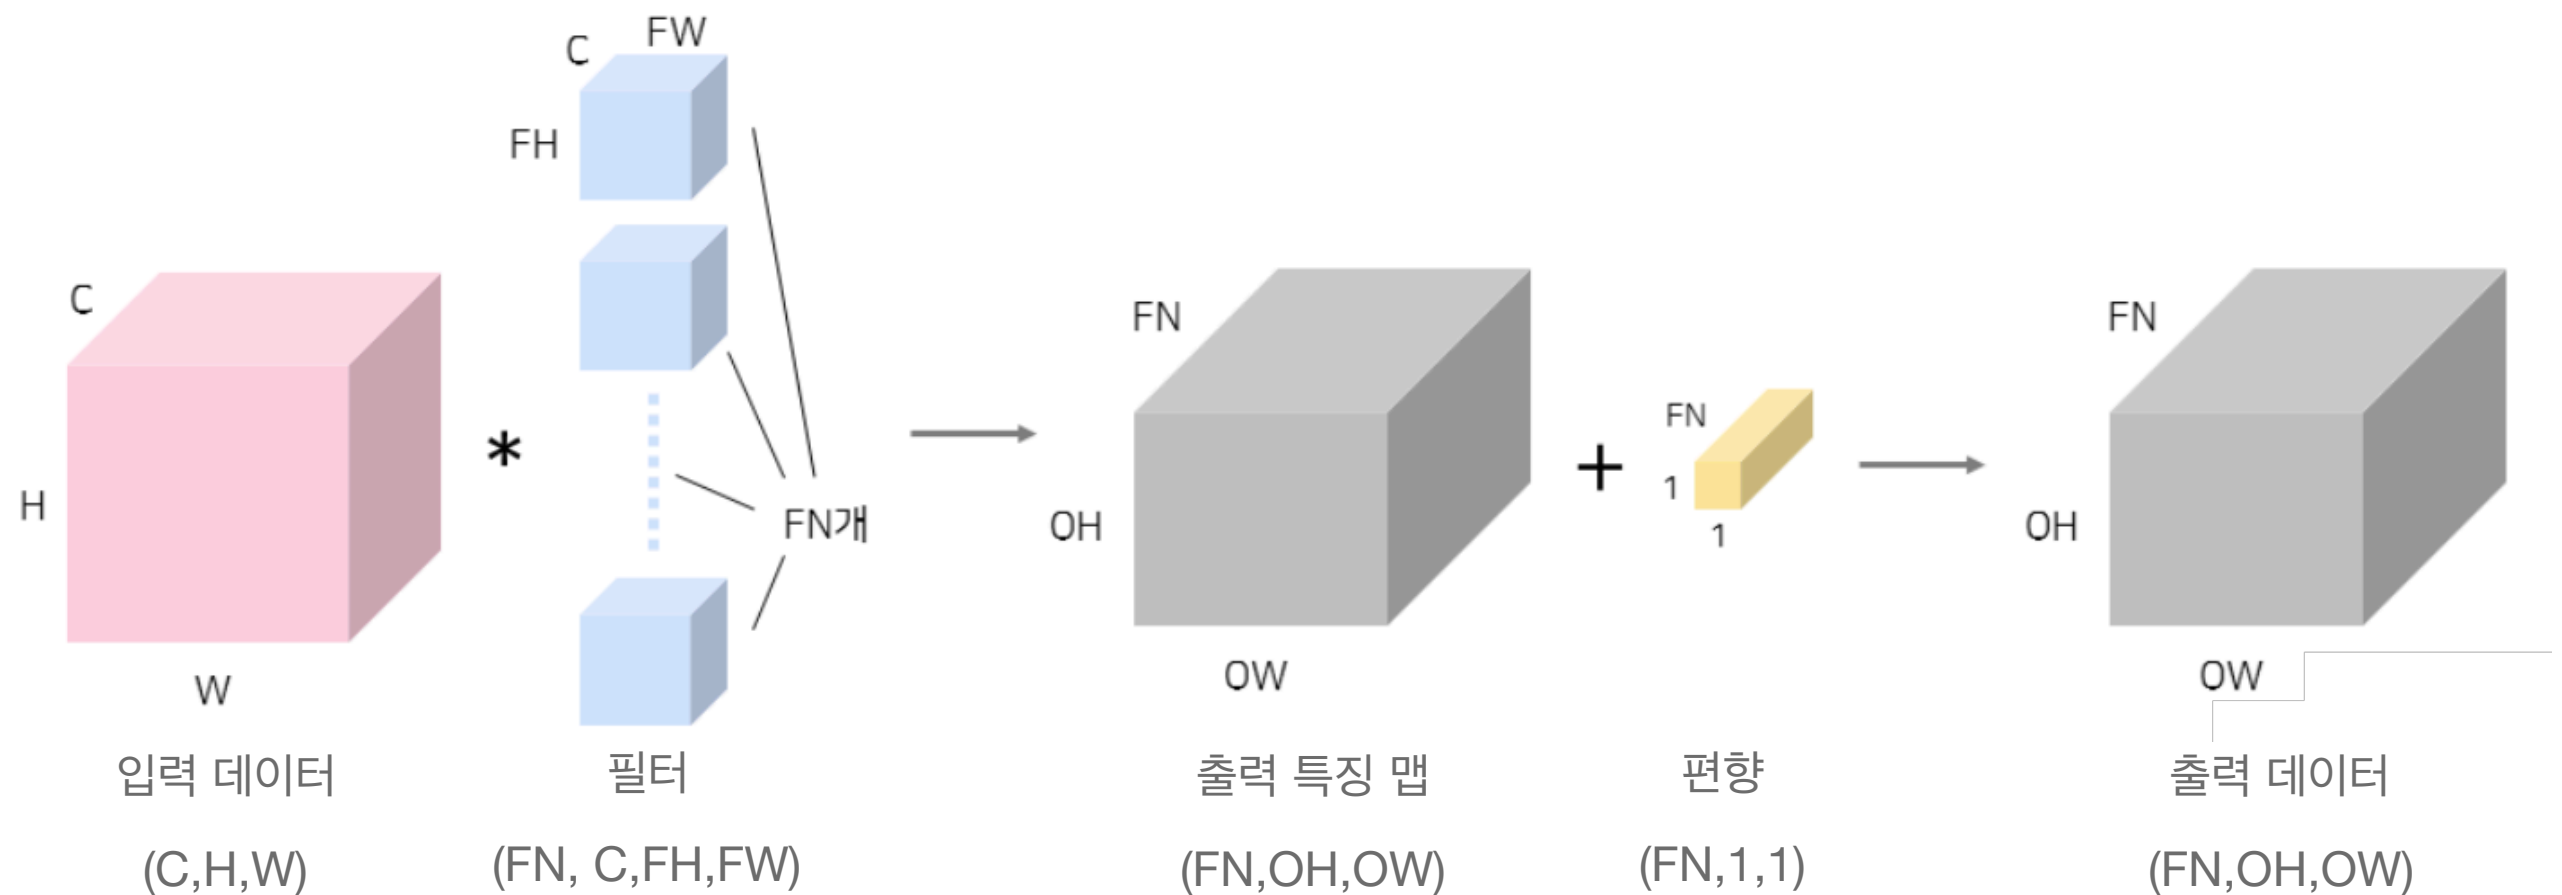 C
H
W
*
C
FW
FH
FN개
FN
OH
OW
+
FN
1
1
FN
OH
OW
입력 데이터
필터
출력 특징 맵
편향
출력 데이터
(C,H,W)
(FN, C,FH,FW)
(FN,OH,OW)
(FN,1,1)
(FN,OH,OW)